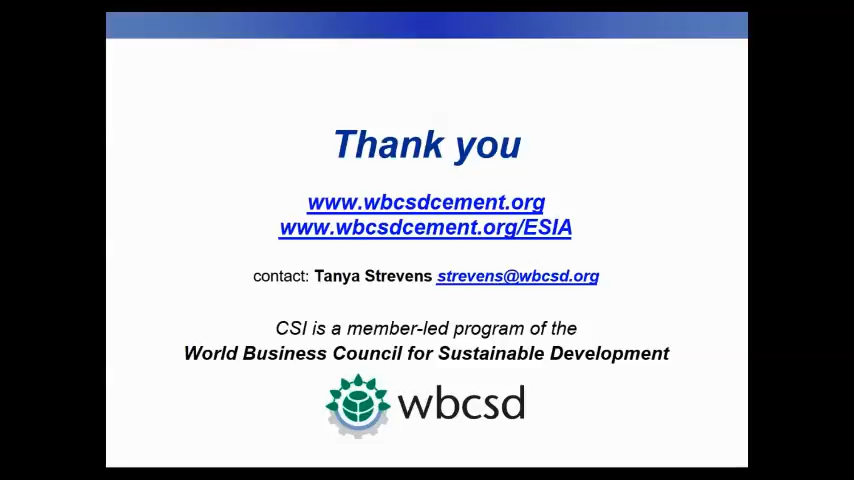 Thank you
www.wbcsdcement.org
www.wbcsdcement.org/ESIA
contact: Tanya Strevens strevens@wbcsd.org
CSI is a member-led program of the
World Business Council for Sustainable Development
wbcsd